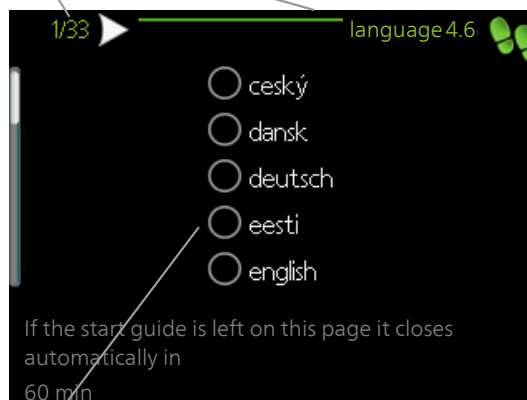 1/33
language 4.6
ceský
dansk
deutsch
eesti
english
If the start guide is left on this page it closes
automatically in
60 min